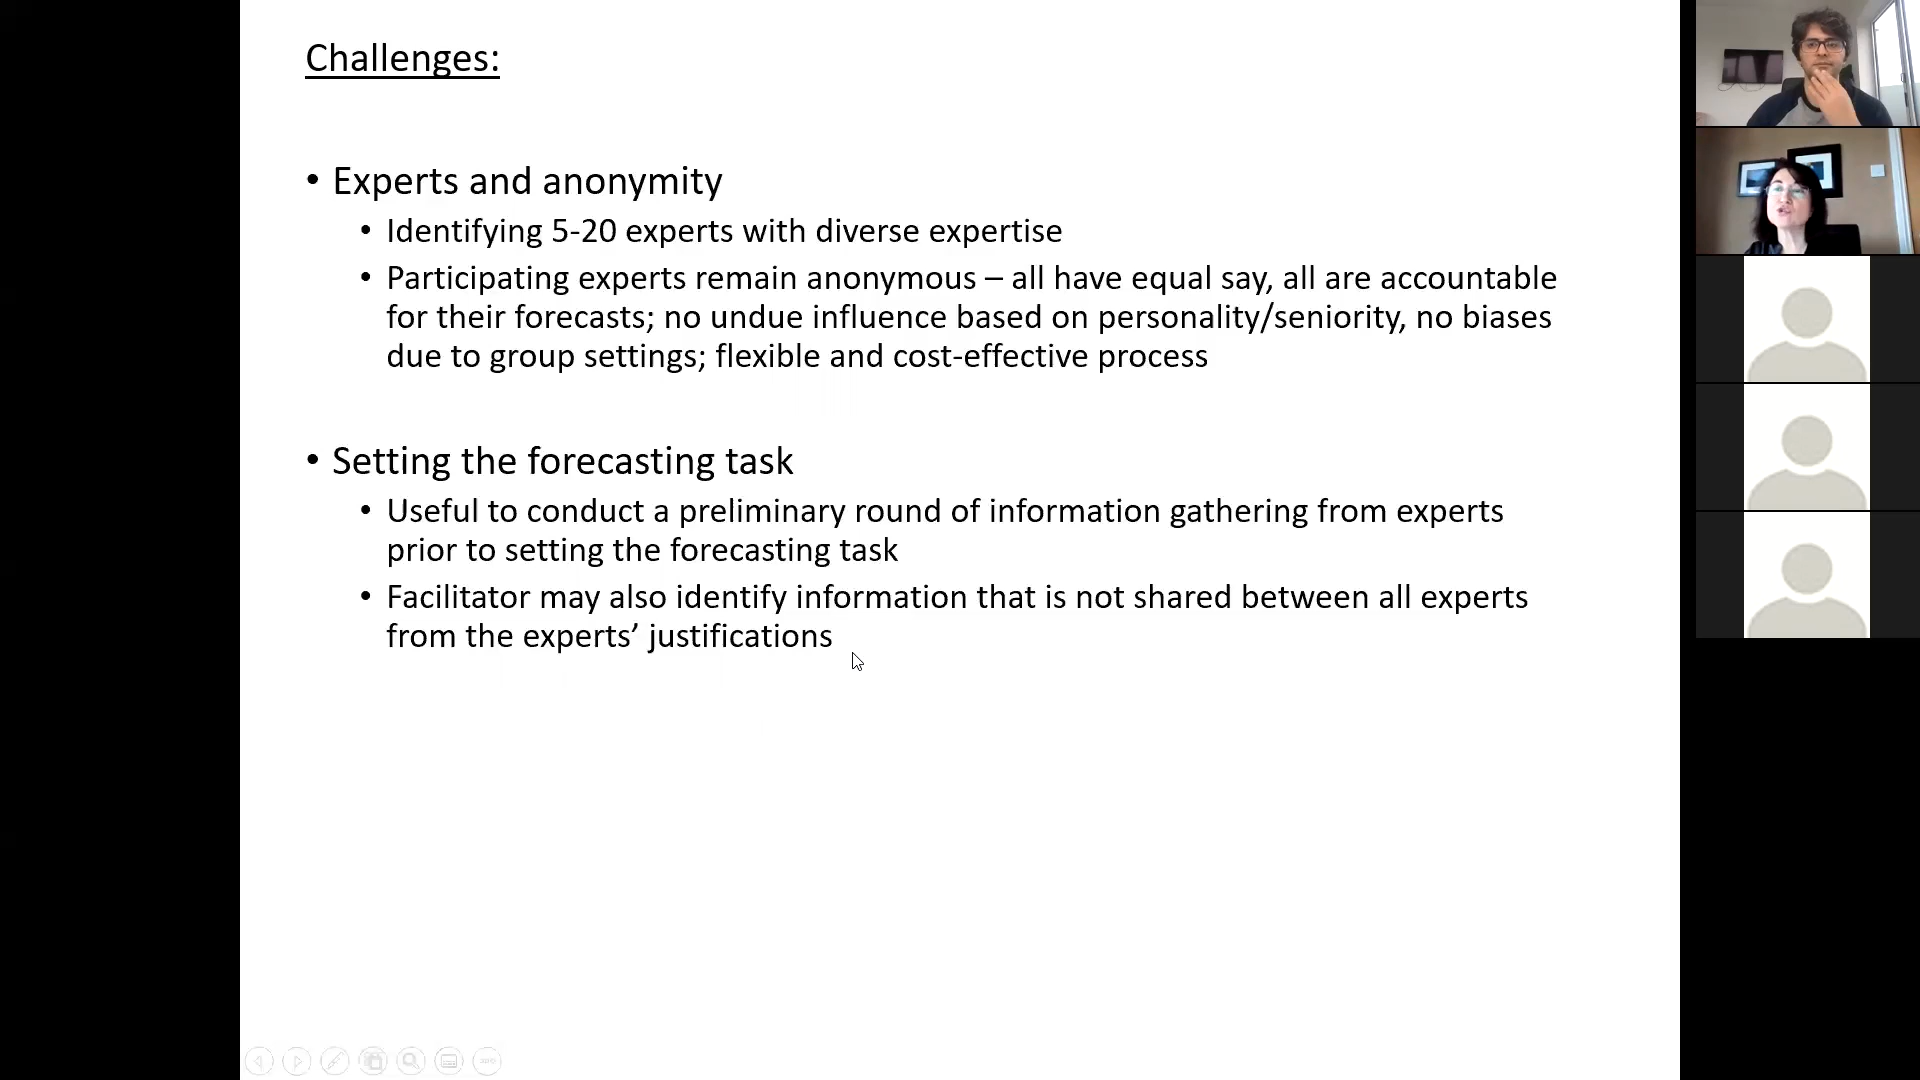 Challenges:
• Experts and anonymity
• Identifying 5-20 experts with diverse expertise
• Participating experts remain anonymous – all have equal say, all are accountable
for their forecasts; no undue influence based on personality/seniority, no biases
due to group settings; flexible and cost-effective process
• Setting the forecasting task
• Useful to conduct a preliminary round of information gathering from experts
prior to setting the forecasting task
• Facilitator may also identify information that is not shared between all experts
from the experts’ justifications